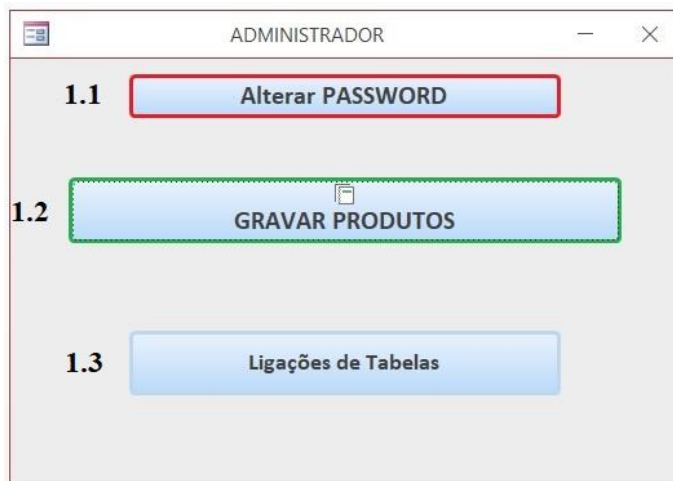 ADMINISTRADOR
1.1 Alterar PASSWORD
1.2 GRAVAR PRODUTOS
1.3 Ligações de Tabelas